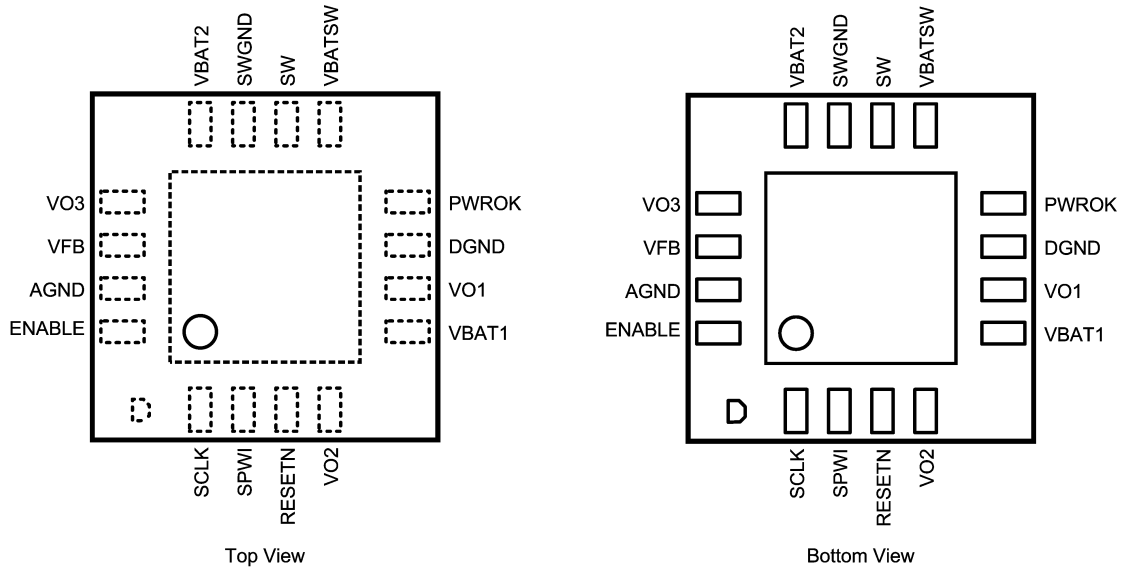 VBAT2
SWGND
SW
VBATSW
VO3
VFB
AGND
ENABLE
PWROK
DGND
VO1
VBAT1
SCLK
SPWI
RESETN
VO2
Top View
VBAT2
SWGND
SW
VBATSW
VO3
VFB
AGND
ENABLE
PWROK
DGND
VO1
VBAT1
SCLK
SPWI
RESETN
VO2
Bottom View